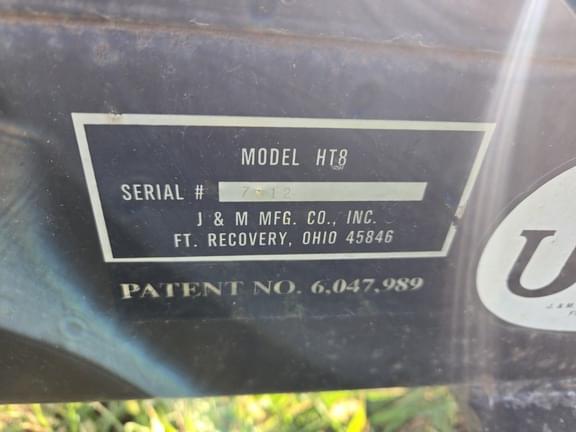 MODEL HT8
SERIAL #
J & M MFG. CO., INC.
FT. RECOVERY, OHIO 45846
PATENT NO. 6,047,989
U
J. & M.